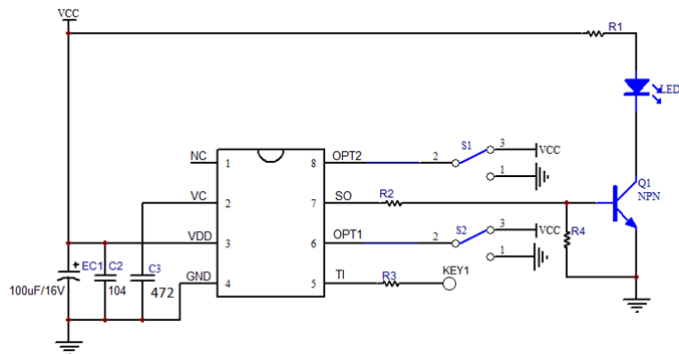 VCC
R1
LED
NC 1 8 OPT2 2 S1 3 VCC
1
Q1
NPN
VC 2 7 SO R2
VDD 3 6 OPT1 2 S2 3 VCC
R4
1
EC1 C2 C3 GND 4 5 TI R3 KEY1
+
100uF/16V 104 472